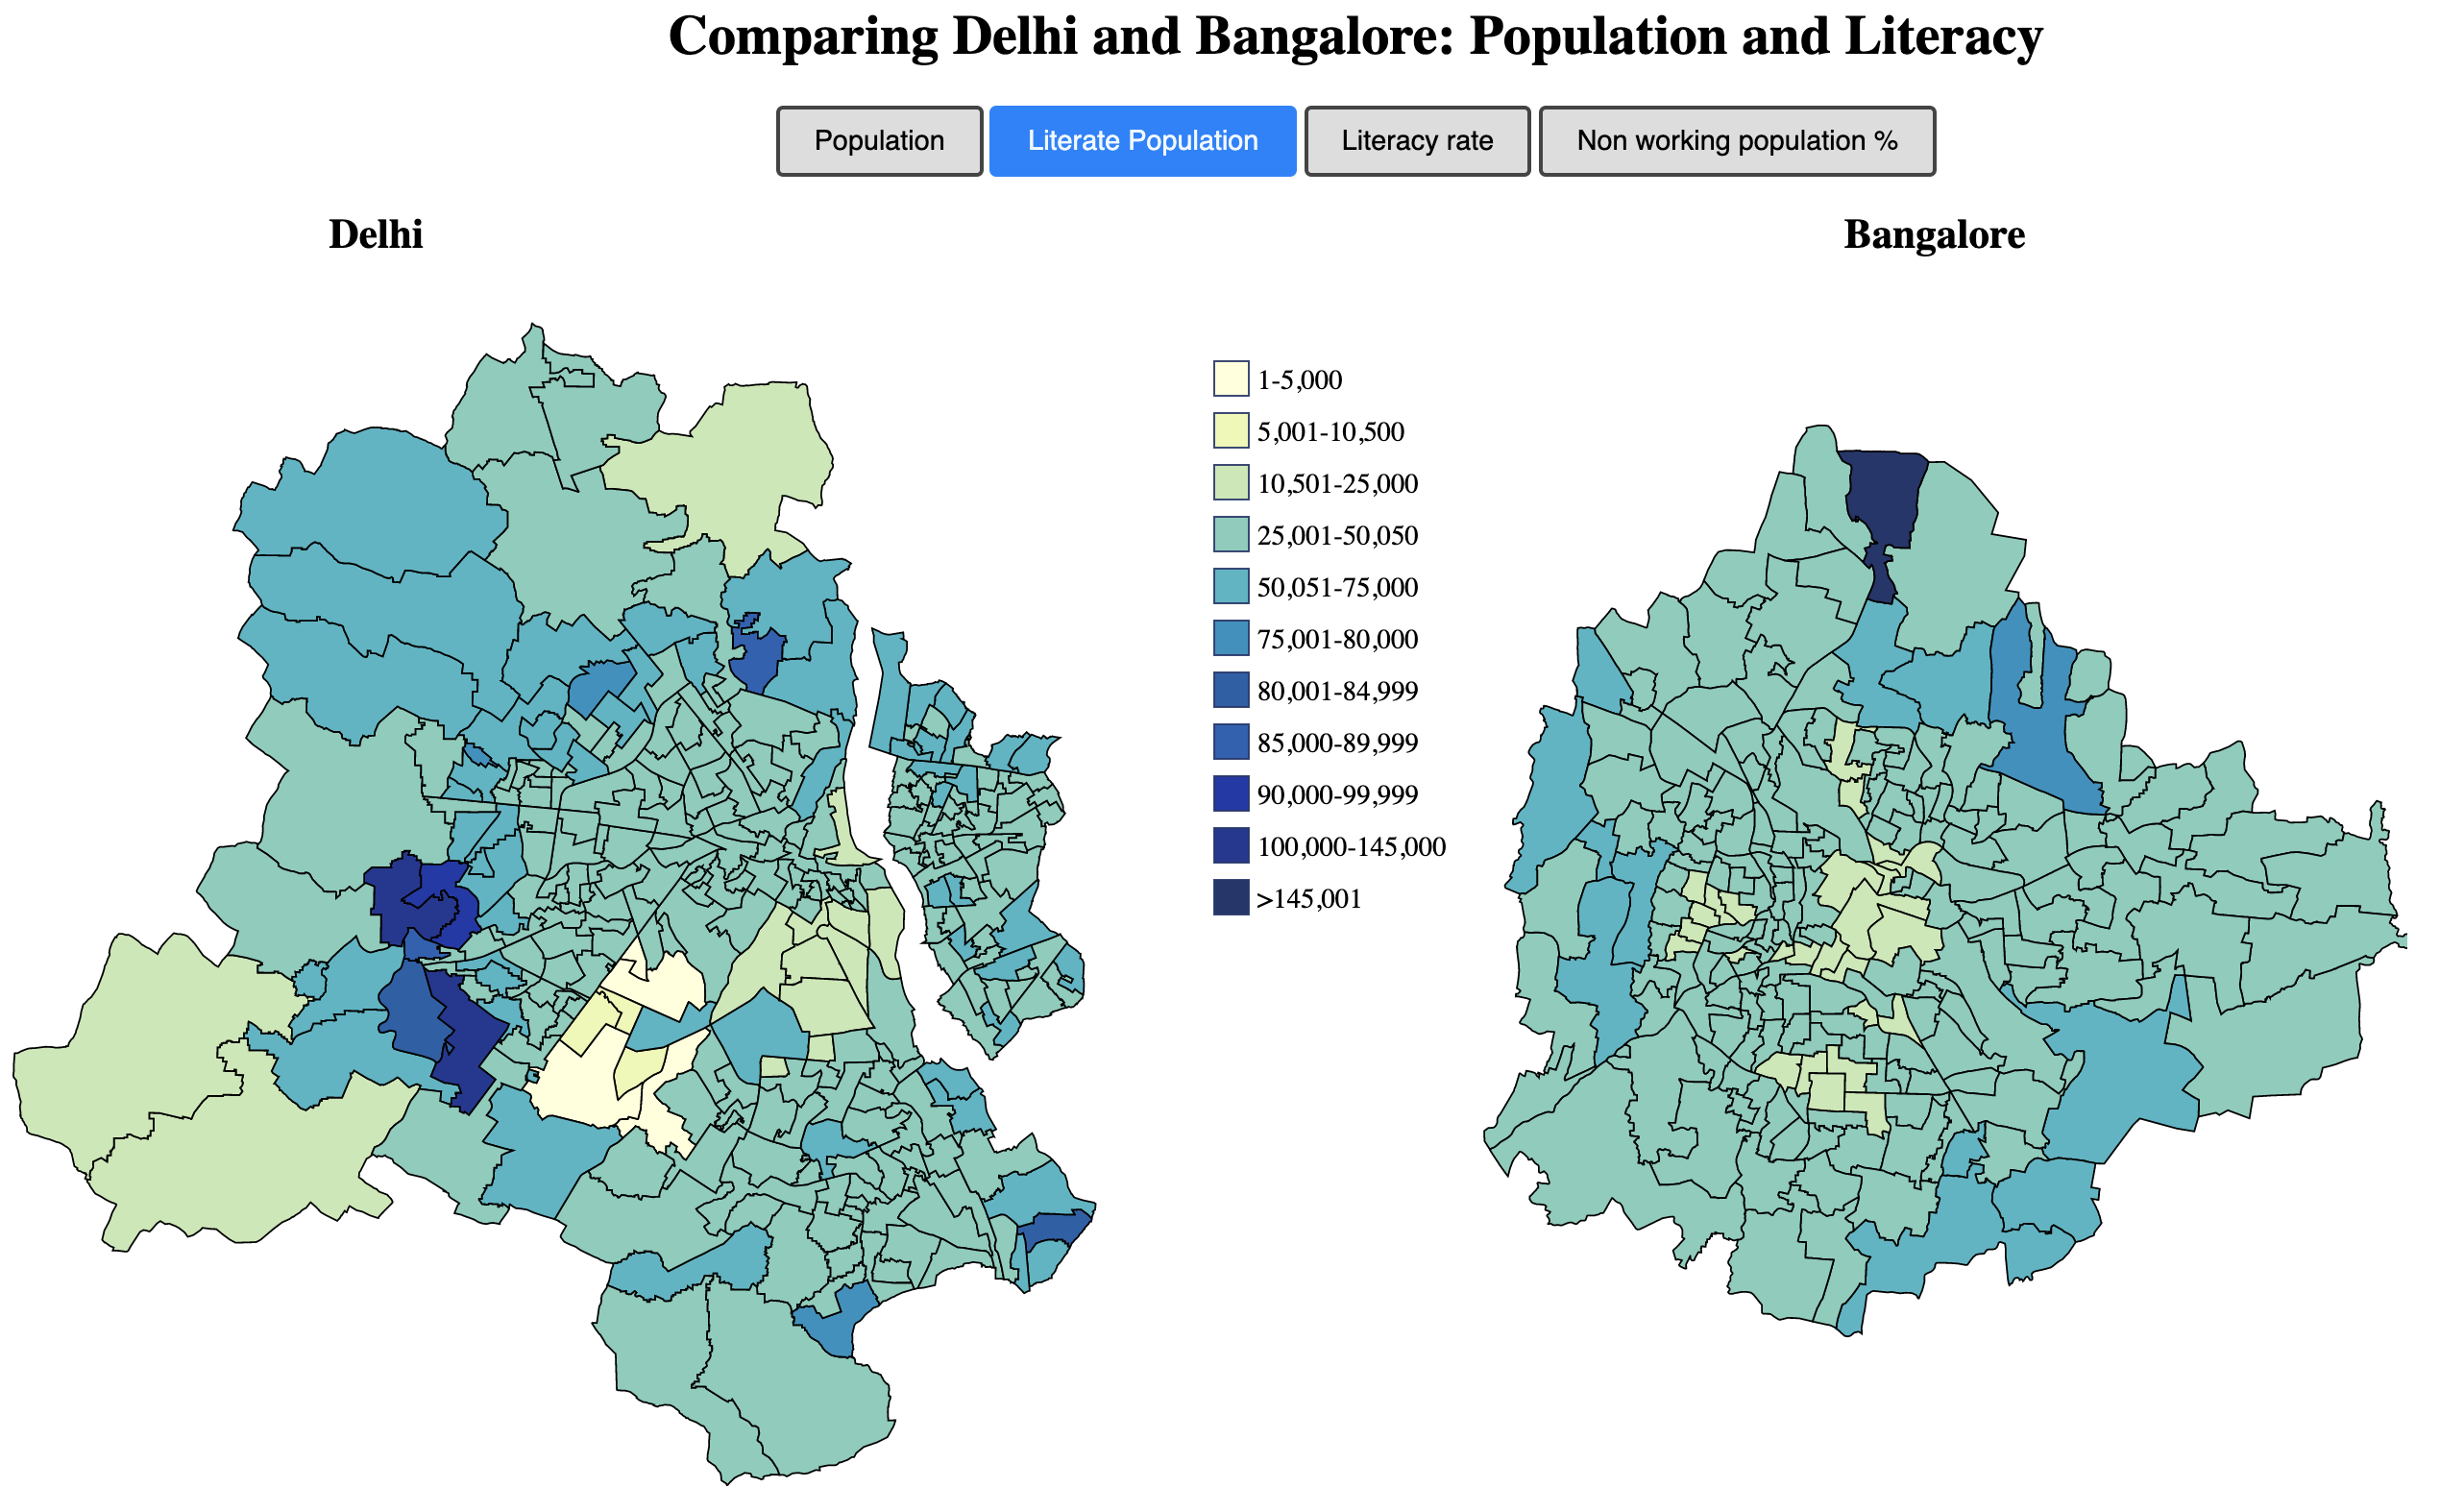 Comparing Delhi and Bangalore: Population and Literacy
Population
Literate Population
Literacy rate
Non working population %
Delhi
Bangalore
1-5,000
5,001-10,500
10,501-25,000
25,001-50,050
50,051-75,000
75,001-80,000
80,001-84,999
85,000-89,999
90,000-99,999
100,000-145,000
>145,001